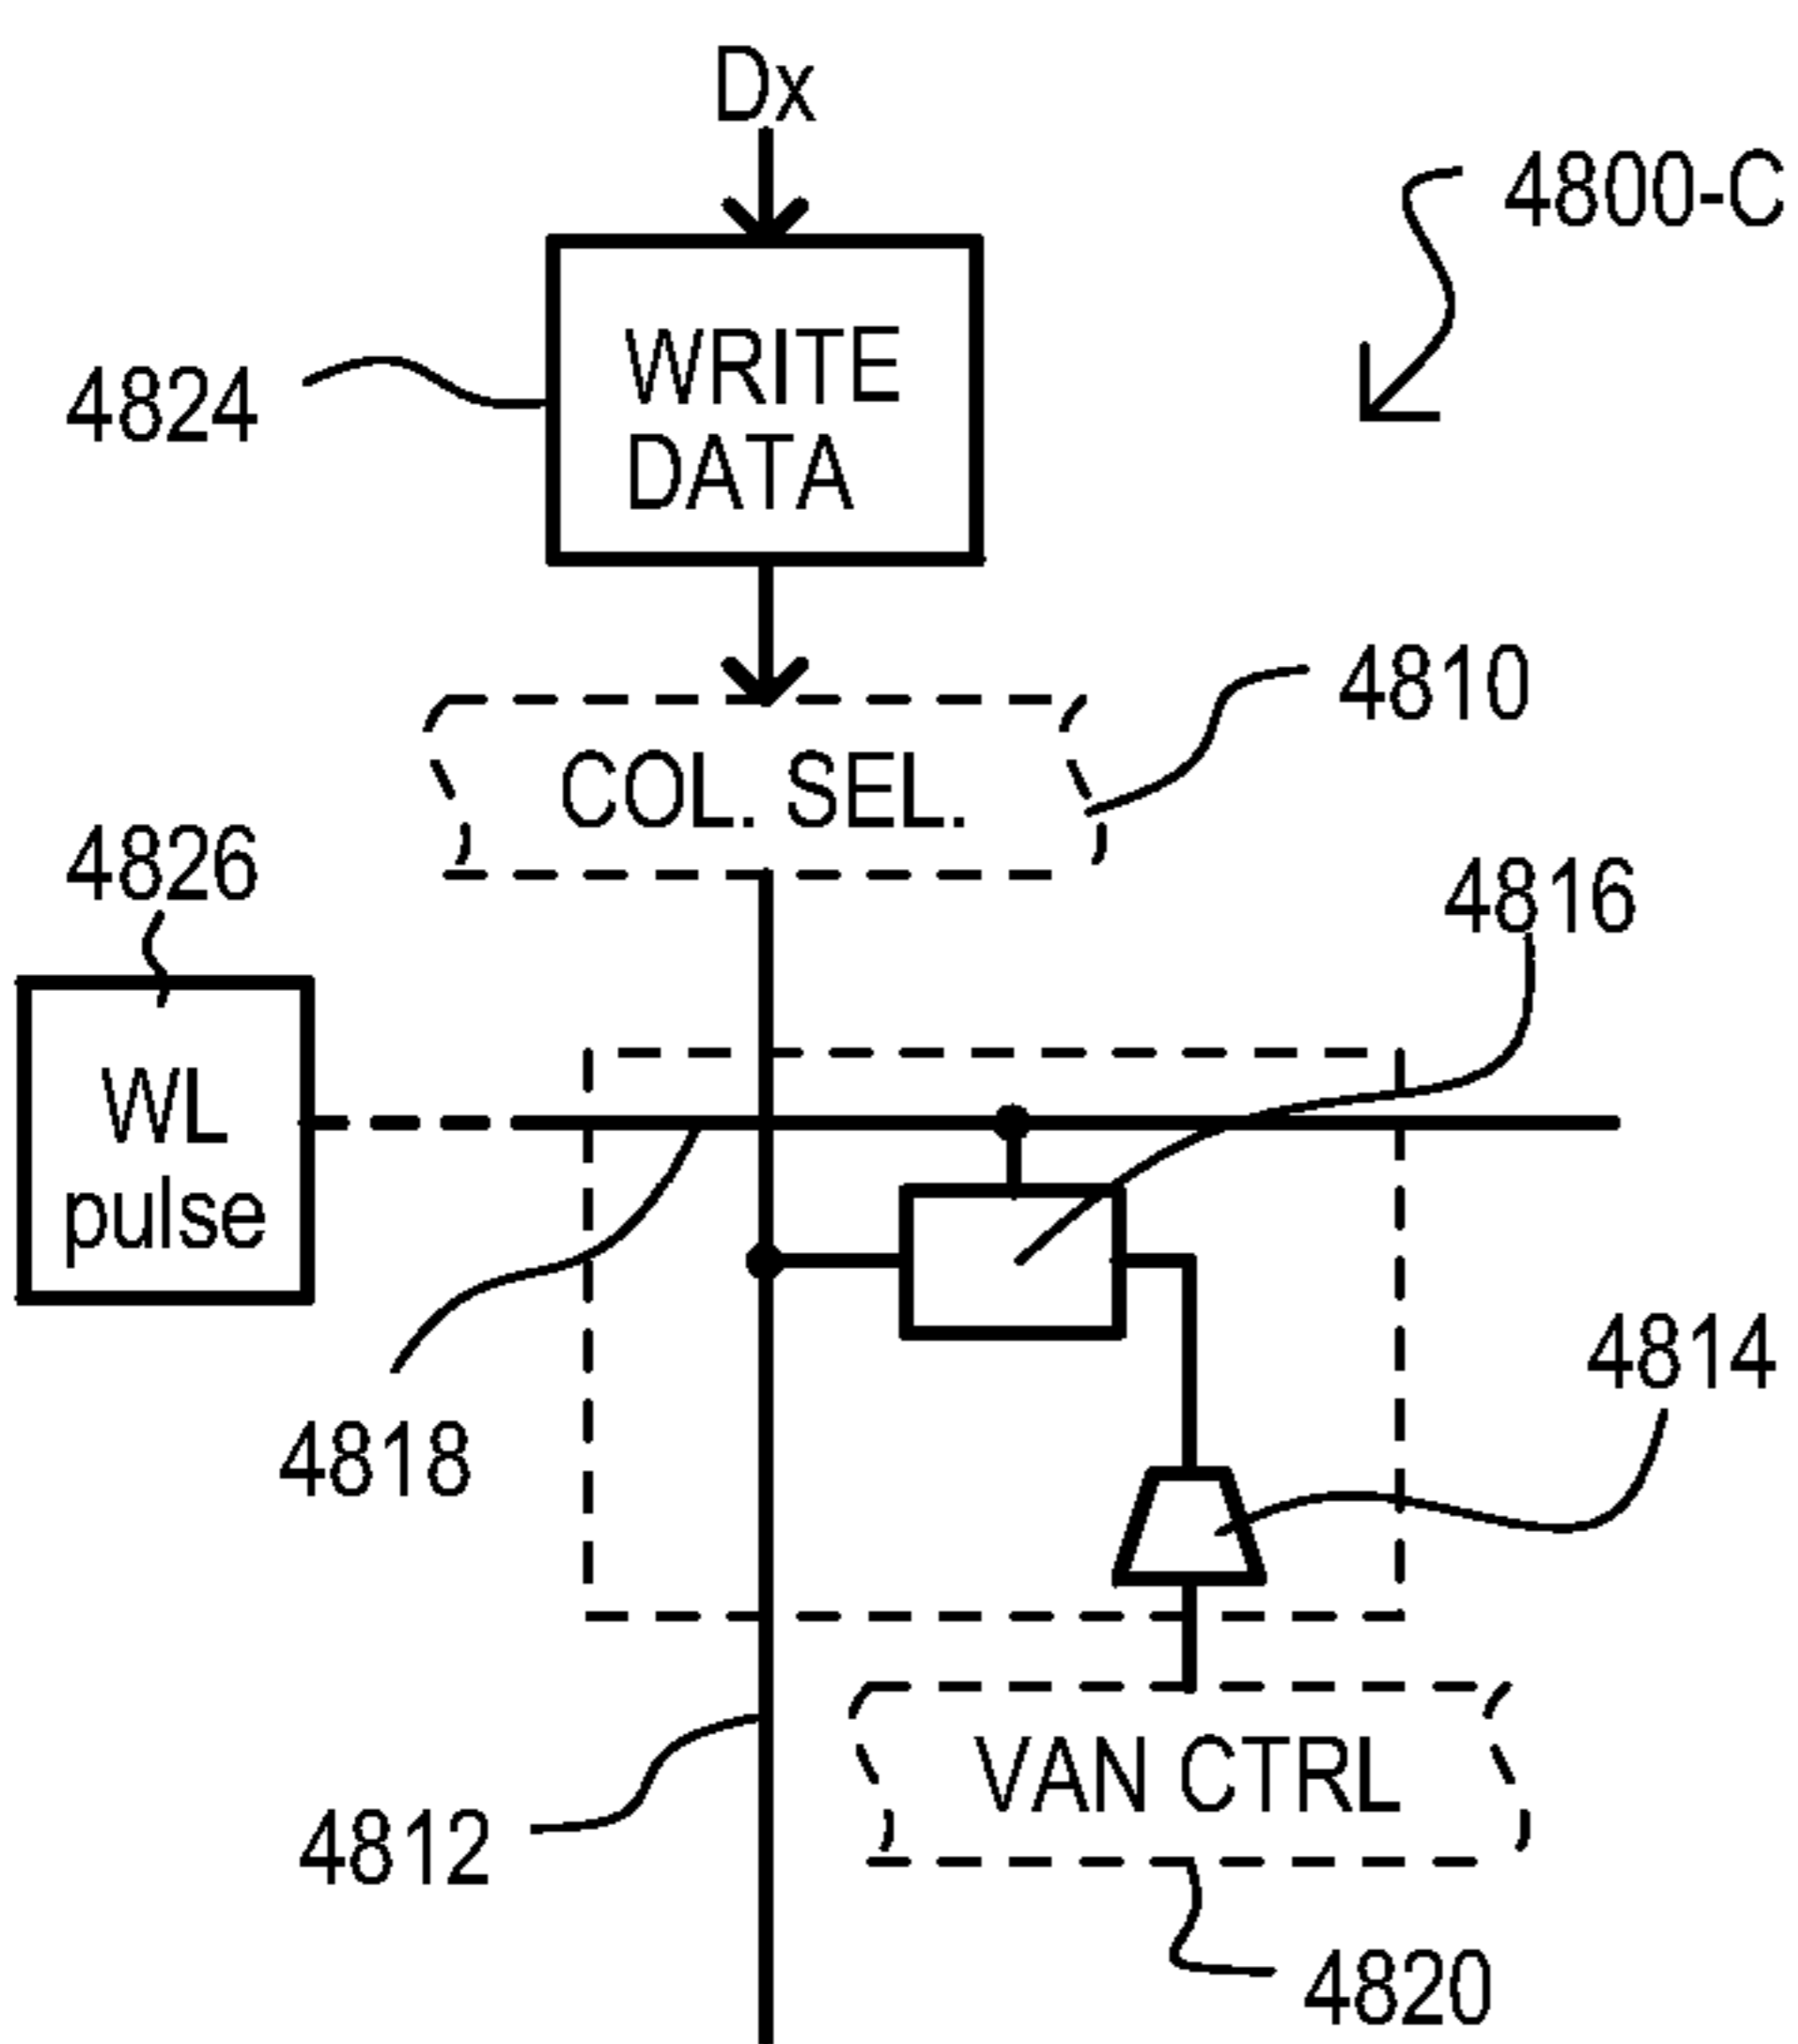 Dx
4800-C
WRITE
DATA
4824
4810
COL. SEL.
4826
4816
WL
pulse
4814
4818
VAN CTRL
4812
4820